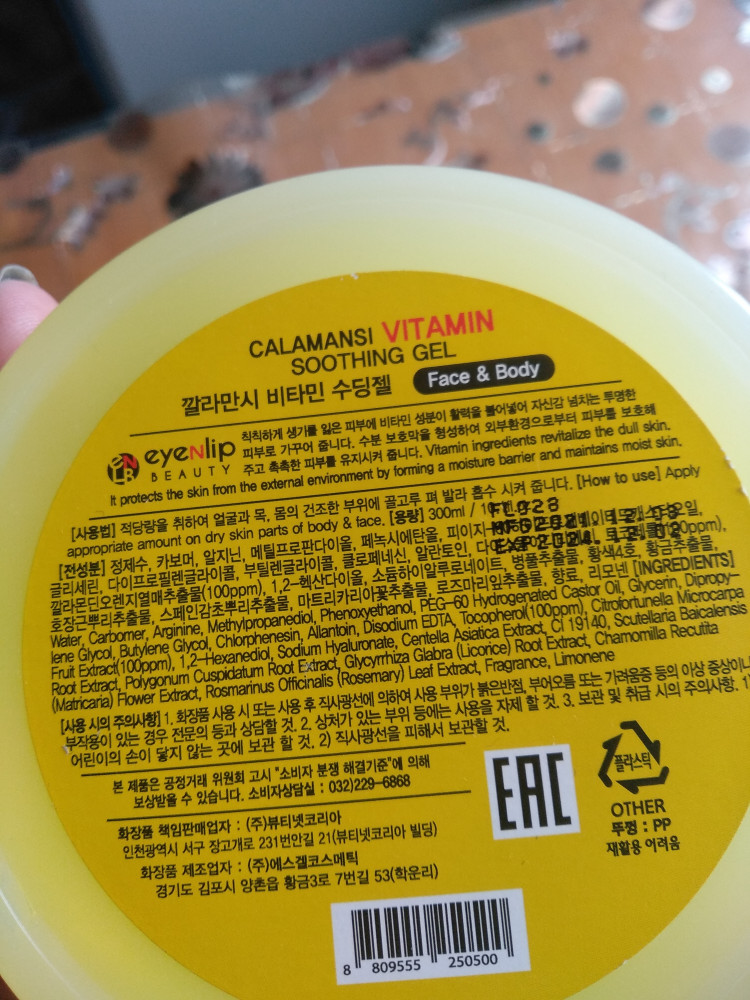 CALAMANSI VITAMIN
SOOTHING GEL
깔라만시 비타민 수딩젤 Face & Body
eyeNlip
BEAUTY
칙칙하게 생기를 잃은 피부에 비타민 성분이 활력을 불어넣어 자신감 넘치는 투명한
피부로 가꾸어 줍니다. 수분 보호막을 형성하여 외부환경으로부터 피부를 보호해
주고 촉촉한 피부를 유지시켜 줍니다. Vitamin ingredients revitalize the dull skin.
It protects the skin from the external environment by forming a moisture barrier and maintains moist skin.
[사용법] 적당량을 취하여 얼굴과 목, 몸의 건조한 부위에 골고루 펴 발라 흡수 시켜 줍니다. [How to use] Apply
appropriate amount on dry skin parts of body & face. [용량] 300ml /
FL023
[전성분] 정제수, 카보머, 알지닌, 메틸프로판다이올, 페녹시에탄올, 피이지-
글리세린, 다이프로필렌글라이콜, 부틸렌글라이콜, 클로페네신, 알란토인,
깔라몬딘오렌지열매추출물(100ppm), 1,2-헥산다이올, 소듐하이알루로네이트, 병풀추출물, 황색4호, 황금추출물,
호장근뿌리추출물, 스페인감초뿌리추출물, 마트리카리아꽃추출물, 로즈마리잎추출물, 향료, 리모넨 [INGREDIENTS]
Water, Carbomer, Arginine, Methylpropanediol, Phenoxyethanol, PEG-60 Hydrogenated Castor Oil, Glycerin, Dipropy-
lene Glycol, Butylene Glycol, Chlorphenesin, Allantoin, Disodium EDTA, Tocopherol(100ppm), Citrofortunella Microcarpa
Fruit Extract(100ppm), 1,2-Hexanediol, Sodium Hyaluronate, Centella Asiatica Extract, CI 19140, Scutellaria Baicalensis
Root Extract, Polygonum Cuspidatum Root Extract, Glycyrrhiza Glabra (Licorice) Root Extract, Chamomilla Recutita
(Matricaria) Flower Extract, Rosmarinus Officinalis (Rosemary) Leaf Extract, Fragrance, Limonene
[사용 시의 주의사항] 1. 화장품 사용 시 또는 사용 후 직사광선에 의하여 사용 부위가 붉은반점, 부어오름 또는 가려움증 등의 이상 증상이나
부작용이 있는 경우 전문의 등과 상담할 것. 2. 상처가 있는 부위 등에는 사용을 자제 할 것. 3. 보관 및 취급 시의 주의사항. 1)
어린이의 손이 닿지 않는 곳에 보관 할 것. 2) 직사광선을 피해서 보관할 것.
본 제품은 공정거래 위원회 고시 "소비자 분쟁 해결기준"에 의해
보상받을 수 있습니다. 소비자상담실 : 032)229-6868
화장품 책임판매업자 : (주)뷰티넷코리아
인천광역시 서구 장고개로 231번안길 21(뷰티넷코리아 빌딩)
화장품 제조업자 : (주)에스겔코스메틱
경기도 김포시 양촌읍 황금3로 7번길 53(학운리)
EAC
플라스틱
OTHER
뚜껑 : PP
재활용 어려움
8 809555 250500